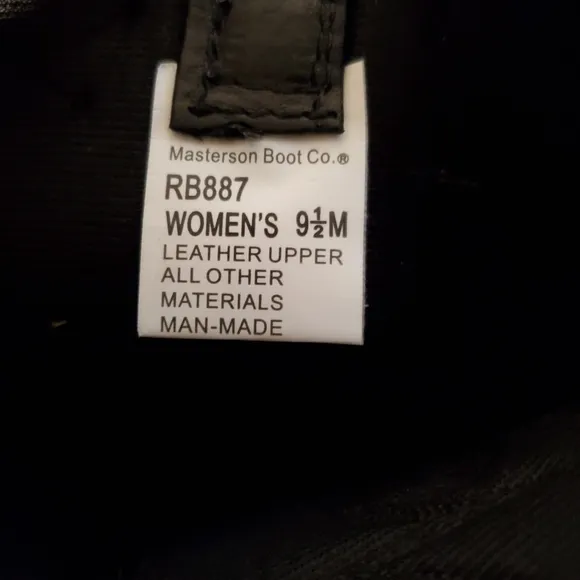 Masterson Boot Co.®
RB887
WOMEN'S 9½M
LEATHER UPPER
ALL OTHER
MATERIALS
MAN-MADE